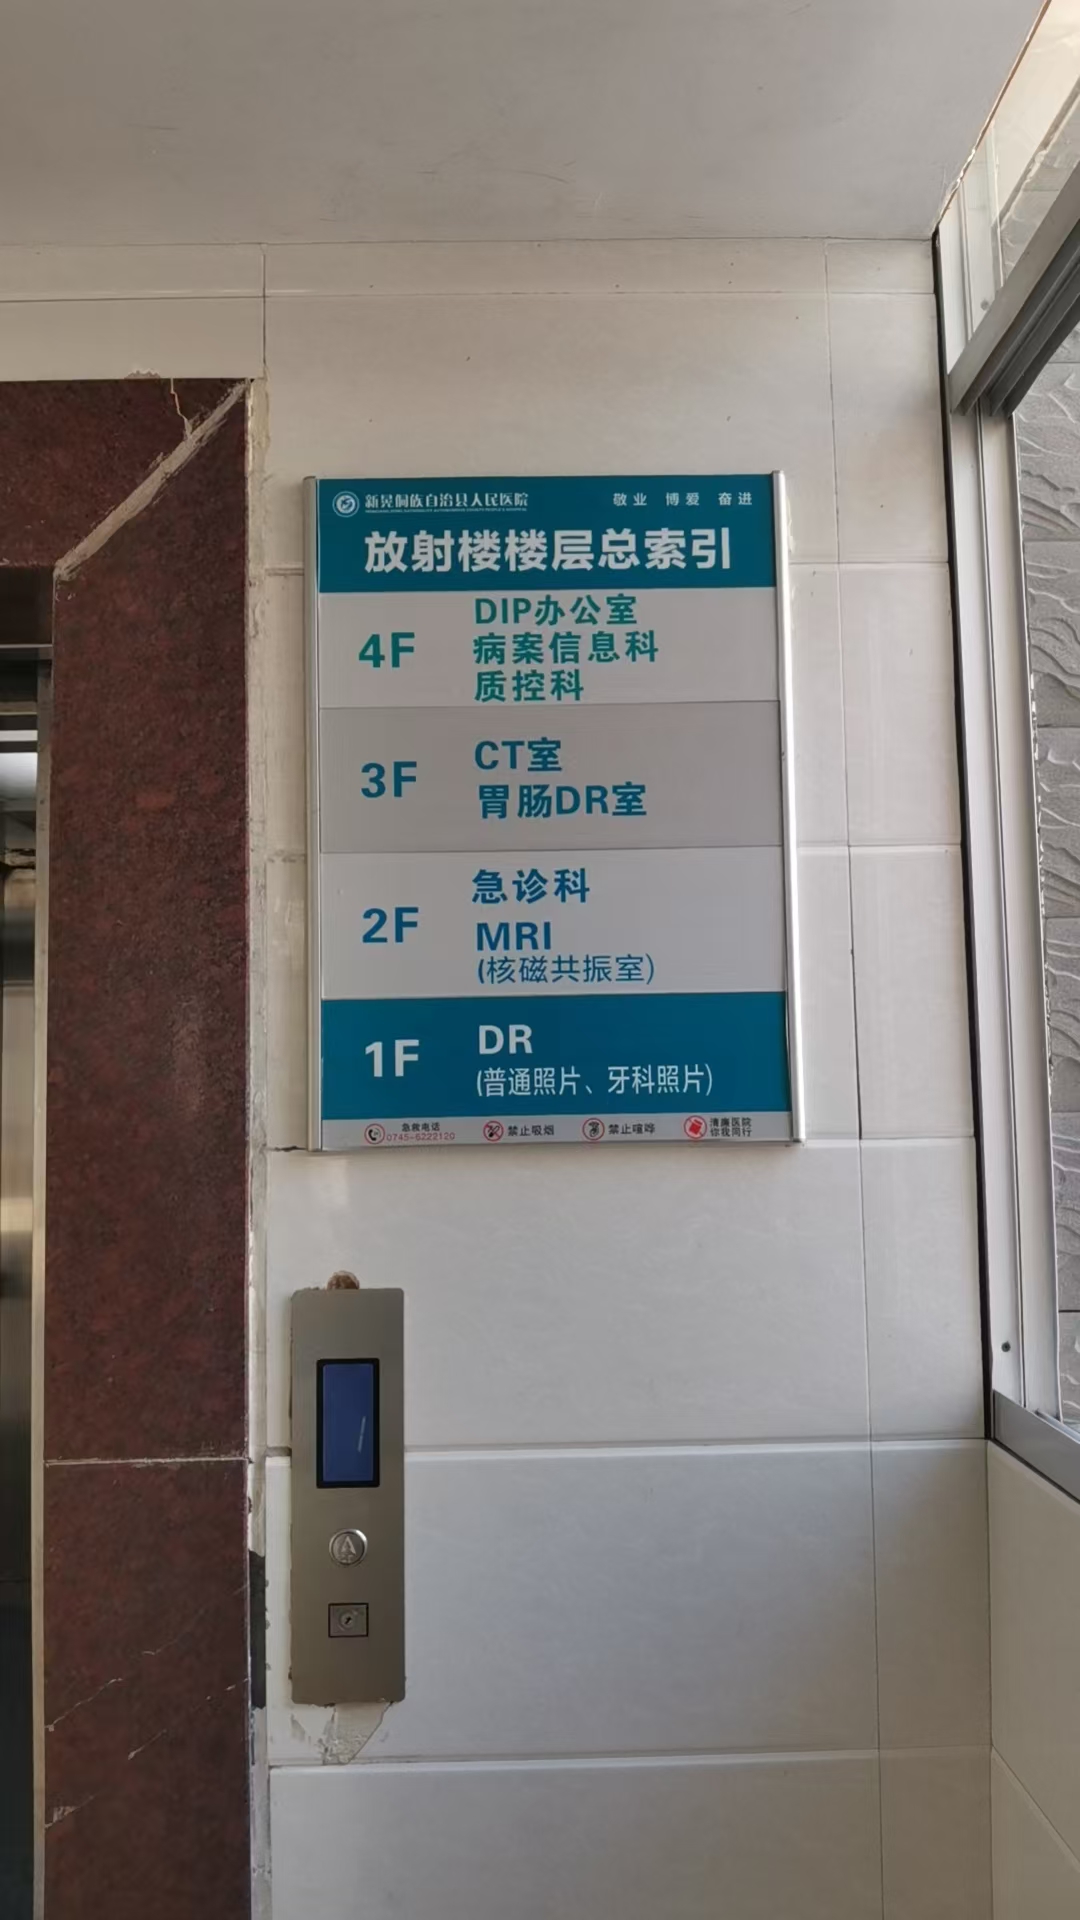 新晃侗族自治县人民医院
敬业 博爱 奋进
放射楼楼层总索引
4F
DIP办公室
病案信息科
质控科
3F
CT室
胃肠DR室
2F
急诊科
MRI
(核磁共振室)
1F
DR
(普通照片、牙科照片)
急救电话
0745-6222120
禁止吸烟
禁止喧哗
清廉医院
你我同行